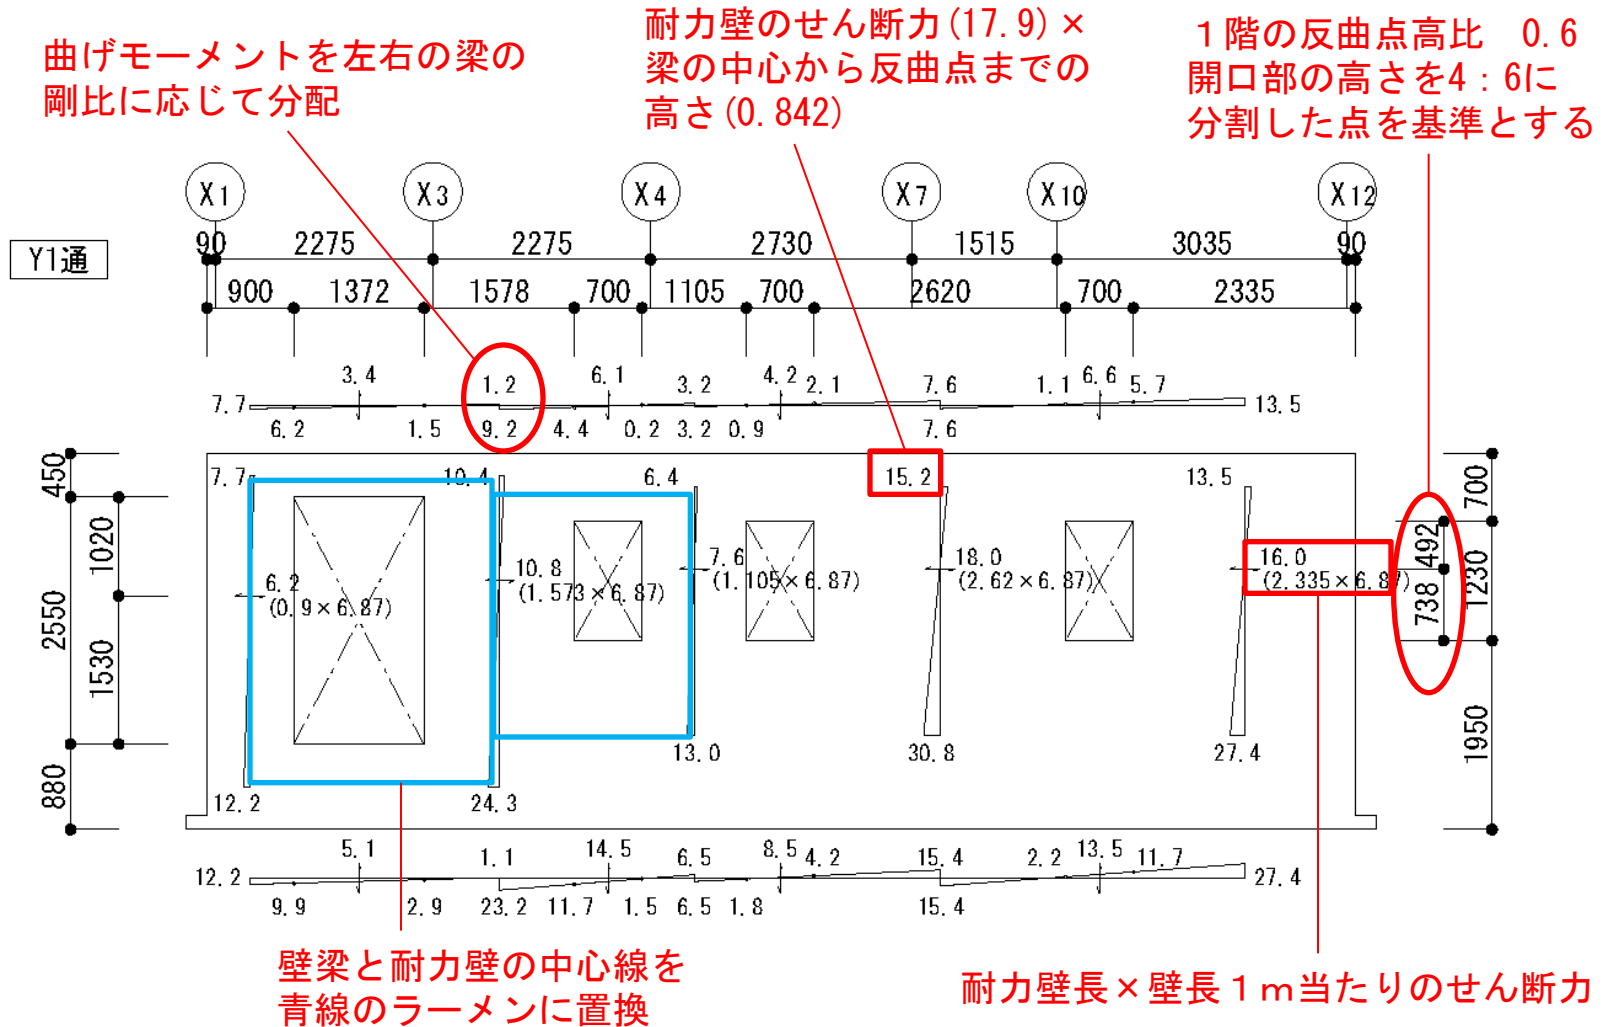 曲げモーメントを左右の梁の
剛比に応じて分配
耐力壁のせん断力(17.9)×
梁の中心から反曲点までの
高さ(0.842)
1階の反曲点高比　0.6
開口部の高さを4:6に
分割した点を基準とする
X1 X3 X4 X7 X10 X12
Y1通
90 2275 2275 2730 1515 3035 90
900 1372 1578 700 1105 700 2620 700 2335
3.4 1.2 6.1 3.2 4.2 2.1 7.6 1.1 6.6 5.7
7.7 13.5
6.2 1.5 9.2 4.4 0.2 3.2 0.9 7.6
450 7.7 10.4 6.4 15.2 13.5 700
1020 492
6.2
(0.9×6.87)
10.8
(1.573×6.87)
7.6
(1.105×6.87)
18.0
(2.62×6.87)
16.0
(2.335×6.87)
2550 1530 738 1230
13.0 30.8 27.4 1950
880 12.2 24.3
5.1 1.1 14.5 6.5 8.5 4.2 15.4 2.2 13.5 11.7
12.2 27.4
9.9 2.9 23.2 11.7 1.5 6.5 1.8 15.4
壁梁と耐力壁の中心線を
青線のラーメンに置換
耐力壁長×壁長1m当たりのせん断力